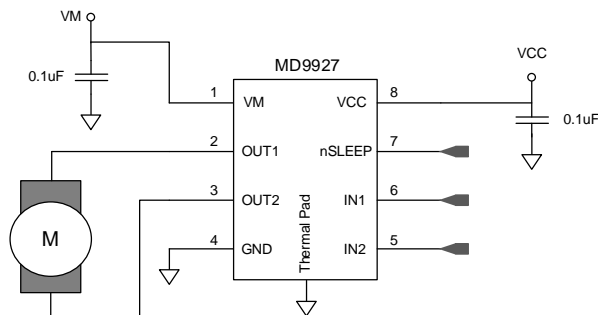 VM
0.1uF
MD9927
VCC
0.1uF
1
VM
VCC
8
2
OUT1
nSLEEP
7
3
OUT2
IN1
6
4
GND
IN2
5
Thermal Pad
M